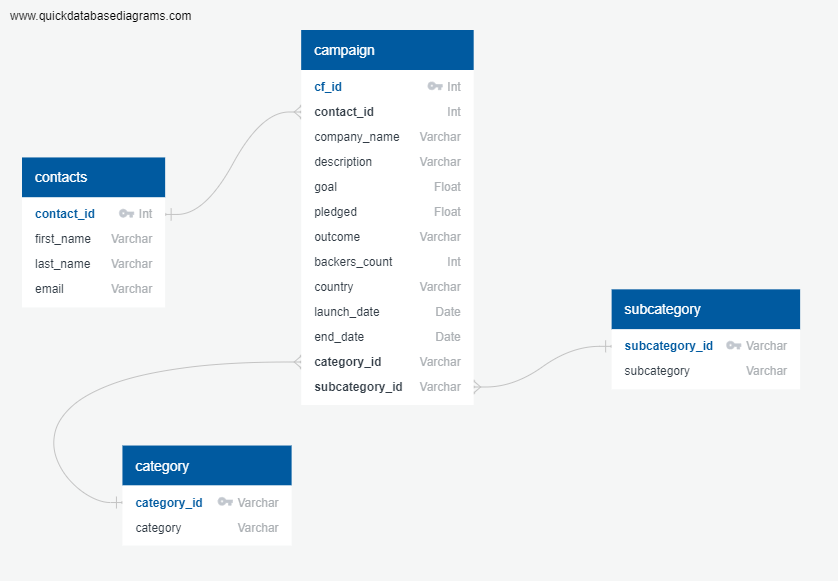 www.quickdatabasediagrams.com
campaign
cf_id Int
contact_id Int
company_name Varchar
description Varchar
goal Float
pledged Float
outcome Varchar
backers_count Int
country Varchar
launch_date Date
end_date Date
category_id Varchar
subcategory_id Varchar
contacts
contact_id Int
first_name Varchar
last_name Varchar
email Varchar
subcategory
subcategory_id Varchar
subcategory Varchar
category
category_id Varchar
category Varchar